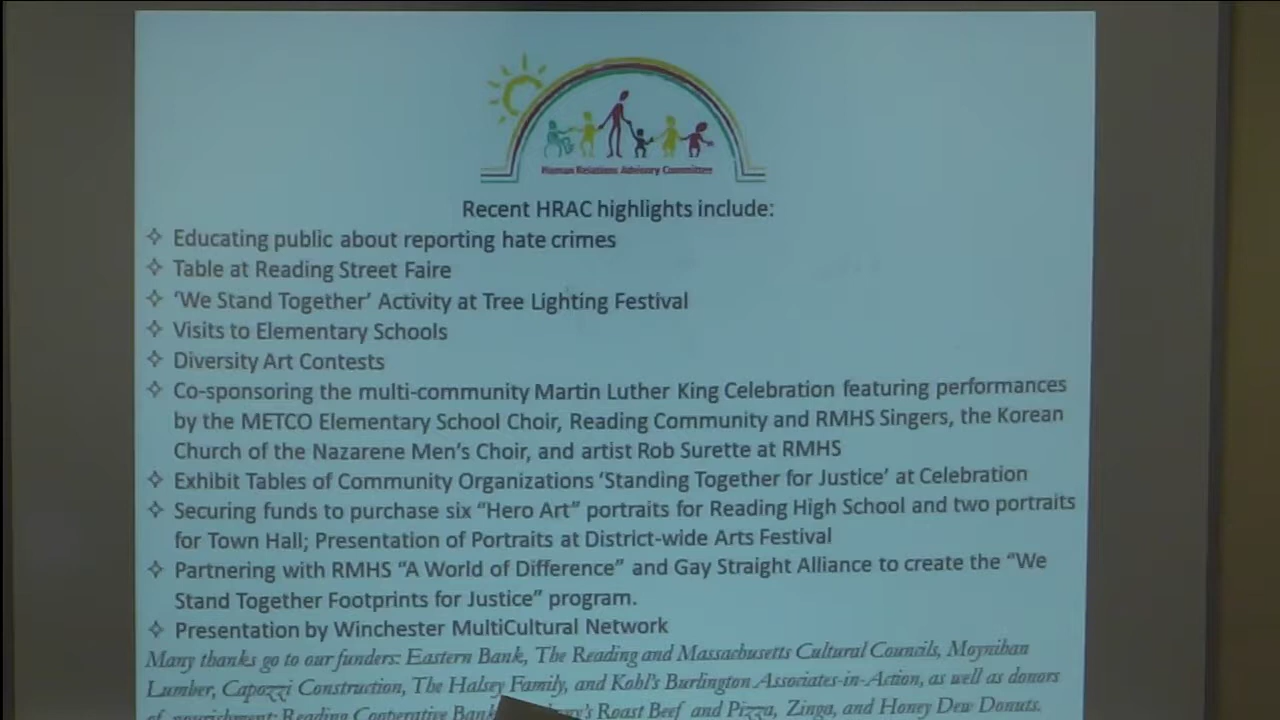 Human Relations Advisory Committee
Recent HRAC highlights include:
Educating public about reporting hate crimes
Table at Reading Street Faire
‘We Stand Together’ Activity at Tree Lighting Festival
Visits to Elementary Schools
Diversity Art Contests
Co-sponsoring the multi-community Martin Luther King Celebration featuring performances
by the METCO Elementary School Choir, Reading Community and RMHS Singers, the Korean
Church of the Nazarene Men’s Choir, and artist Rob Surette at RMHS
Exhibit Tables of Community Organizations ‘Standing Together for Justice’ at Celebration
Securing funds to purchase six “Hero Art” portraits for Reading High School and two portraits
for Town Hall; Presentation of Portraits at District-wide Arts Festival
Partnering with RMHS “A World of Difference” and Gay Straight Alliance to create the “We
Stand Together Footprints for Justice” program.
Presentation by Winchester MultiCultural Network
Many thanks go to our funders: Eastern Bank, The Reading and Massachusetts Cultural Councils, Moynihan
Lumber, Capozzi Construction, The Halsey Family, and Kohl’s Burlington Associates-in-Action, as well as donors
of nourishment: Reading Cooperative Bank Roast Beef and Pizza, Zinga, and Honey Dew Donuts.